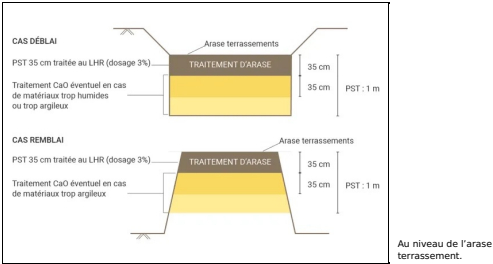 CAS DÉBLAI
Arase terrassements
PST 35 cm traitée au LHR (dosage 3%)
TRAITEMENT D'ARASE
35 cm
Traitement CaO éventuel en cas
de matériaux trop humides
ou trop argileux
35 cm
PST : 1 m
CAS REMBLAI
Arase terrassements
PST 35 cm traitée au LHR (dosage 3%)
TRAITEMENT D'ARASE
35 cm
Traitement CaO éventuel en cas
de matériaux trop argileux
35 cm
PST : 1 m
Au niveau de l’arase
terrassement.